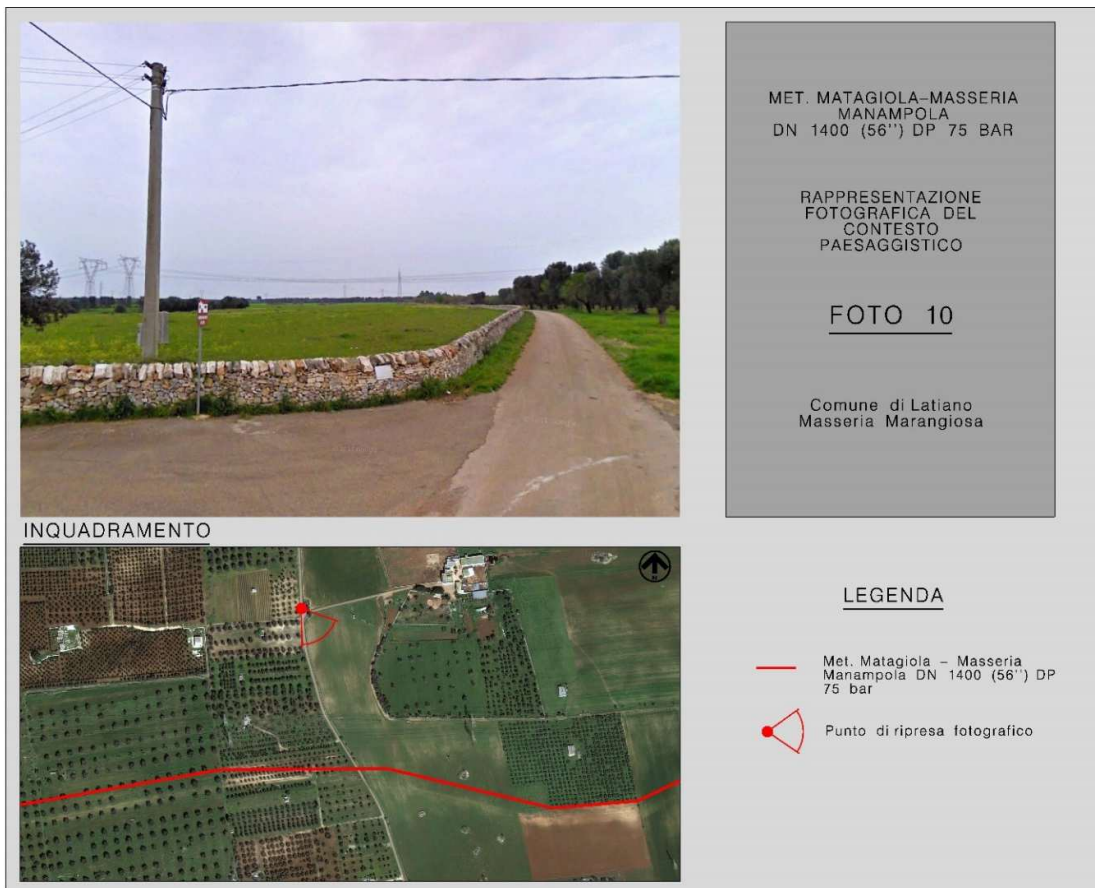 MET. MATAGIOLA–MASSERIA
MANAMPOLA
DN 1400 (56'') DP 75 BAR
RAPPRESENTAZIONE
FOTOGRAFICA DEL
CONTESTO
PAESAGGISTICO
FOTO 10
Comune di Latiano
Masseria Marangiosa
INQUADRAMENTO
LEGENDA
Met. Matagiola – Masseria
Manampola DN 1400 (56'') DP
75 bar
Punto di ripresa fotografico